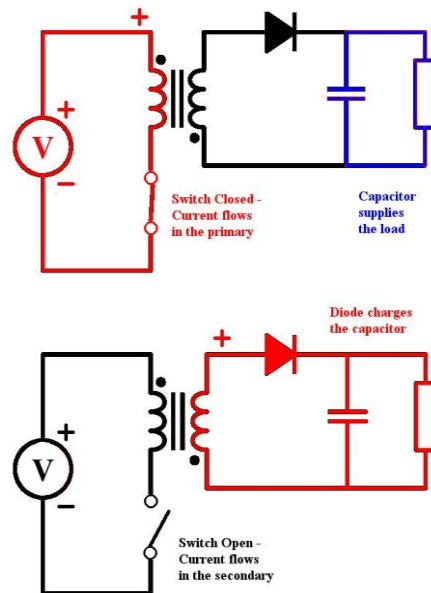 +
+
V
−
Switch Closed -
Current flows
in the primary
Capacitor
supplies
the load
Diode charges
the capacitor
+
+
V
−
Switch Open -
Current flows
in the secondary